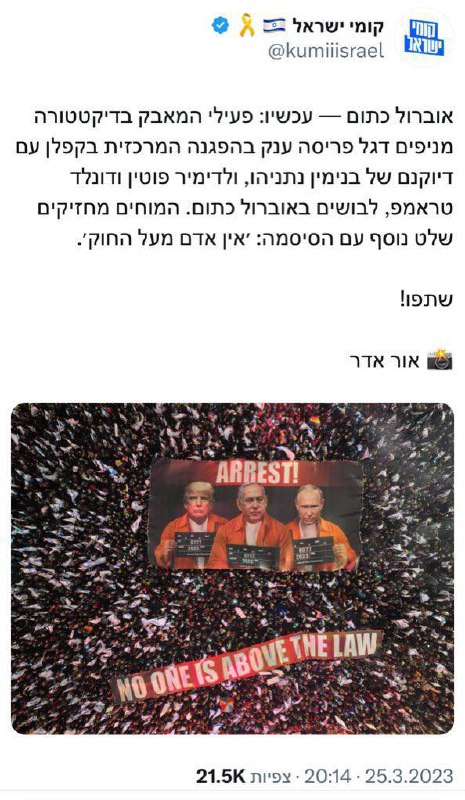 קומי ישראל
@kumiiisrael
קומי
ישראל
אוברול כתום — עכשיו: פעילי המאבק בדיקטטורה
מניפים דגל פריסה ענק בהפגנה המרכזית בקפלן עם
דיוקנם של בנימין נתניהו, ולדימיר פוטין ודונלד
טראמפ, לבושים באוברול כתום. המוחים מחזיקים
שלט נוסף עם הסיסמה: ׳אין אדם מעל החוק׳.
שתפו!
אור אדר
ARREST!
NO ONE IS ABOVE THE LAW
20:14 · 25.3.2023 · 21.5K צפיות